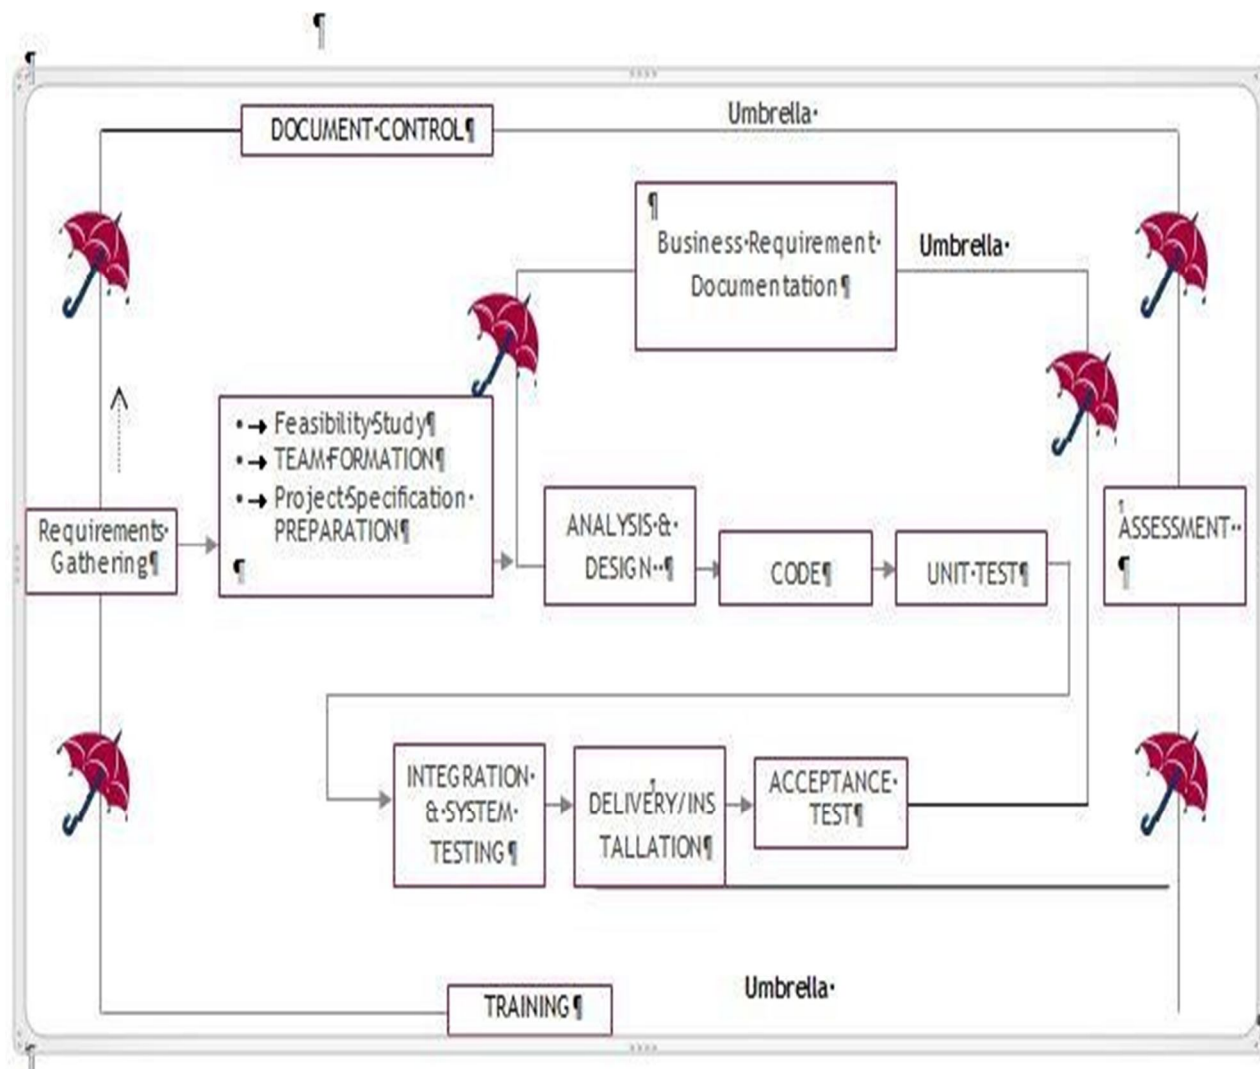 ¶
¶
DOCUMENT·CONTROL¶
Umbrella·
¶
Business·Requirement·
Documentation¶
Umbrella·
•→Feasibility·Study¶
•→TEAM·FORMATION¶
•→Project·Specification·
PREPARATION¶
¶
Requirements·
Gathering¶
ANALYSIS·&·
DESIGN··¶
CODE¶
UNIT·TEST¶
¶
ASSESSMENT··
¶
INTEGRATION·
&·SYSTEM·
TESTING¶
¶
DELIVERY/INS
TALLATION¶
ACCEPTANCE·
TEST¶
Umbrella·
TRAINING¶
¶